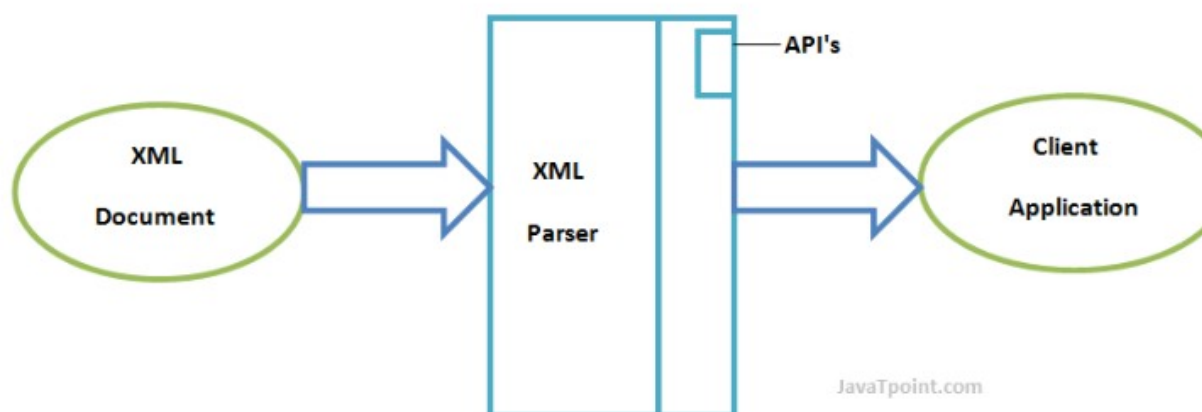 API's
XML
Document
XML
Parser
Client
Application
JavaTpoint.com